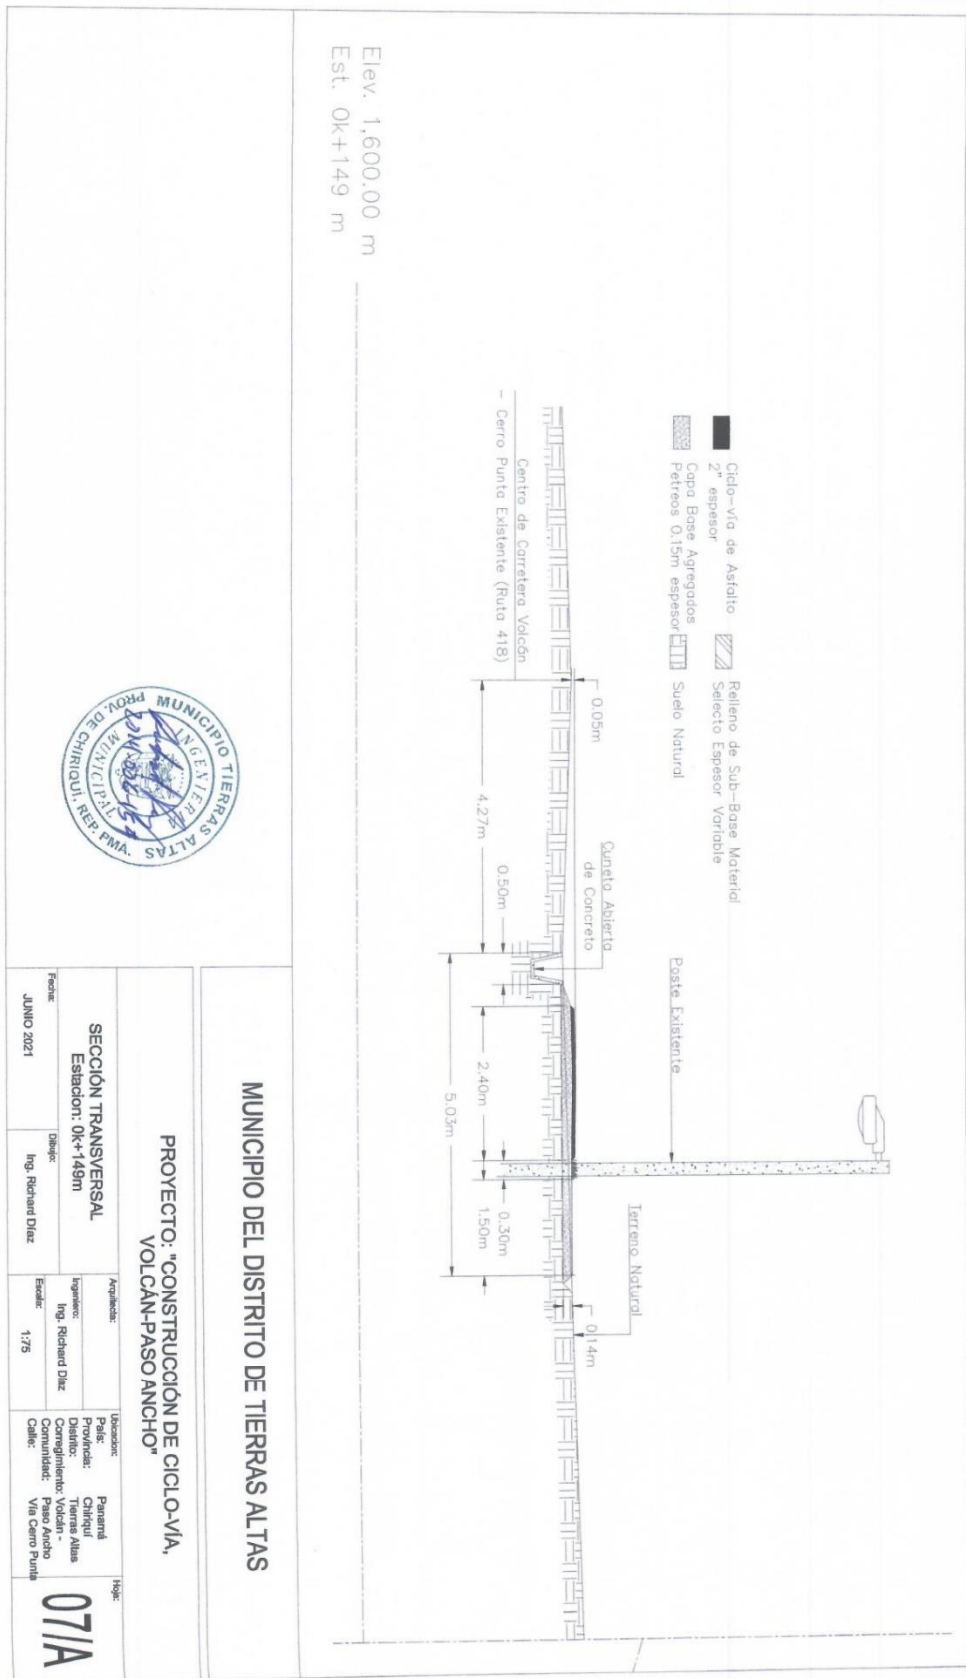 Ciclo-vía de Asfalto
2" espesor
Relleno de Sub-Base Material
Selecto Espesor Variable
Capa Base Agregados
Petreos 0.15m espesor
Suelo Natural
Poste Existente
Terreno Natural
Cuneta Abierta
de Concreto
Centro de Carretera Volcán
- Cerro Punta Existente (Ruta 418)
0.05m
0.14m
4.27m
0.50m
2.40m
0.30m
1.50m
5.03m
Elev. 1,600.00 m
Est. 0k+149 m
MUNICIPIO TIERRAS ALTAS
INGENIERÍA
MUNICIPAL
PROV. DE CHIRIQUÍ, REP. PMA.
MUNICIPIO DEL DISTRITO DE TIERRAS ALTAS
PROYECTO: "CONSTRUCCIÓN DE CICLO-VÍA,
VOLCÁN-PASO ANCHO"
SECCIÓN TRANSVERSAL
Estacion: 0k+149m
Fecha:
JUNIO 2021
Dibujo:
Ing. Richard Díaz
Arquitecto:
Ingeniero:
Ing. Richard Díaz
Escala:
1:75
Ubicacion:
País: Panamá
Provincia: Chiriquí
Distrito: Tierras Altas
Corregimiento: Volcán -
Comunidad: Paso Ancho
Calle: Vía Cerro Punta
Hoja:
07/A